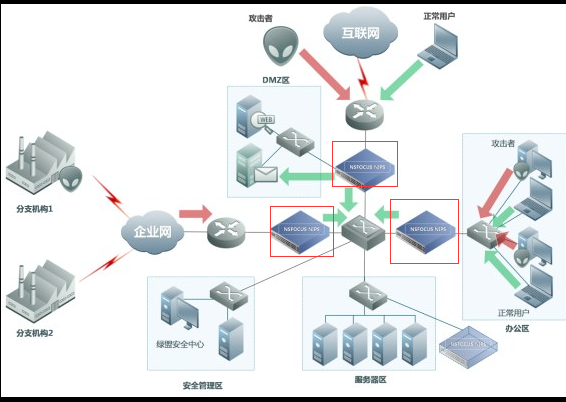 攻击者
互联网
正常用户
DMZ区
WEB
NSFOCUS NIPS
攻击者
分支机构1
企业网
NSFOCUS NIPS
NSFOCUS NIPS
正常用户
办公区
分支机构2
绿盟安全中心
NSFOCUS NIPS
安全管理区
服务器区